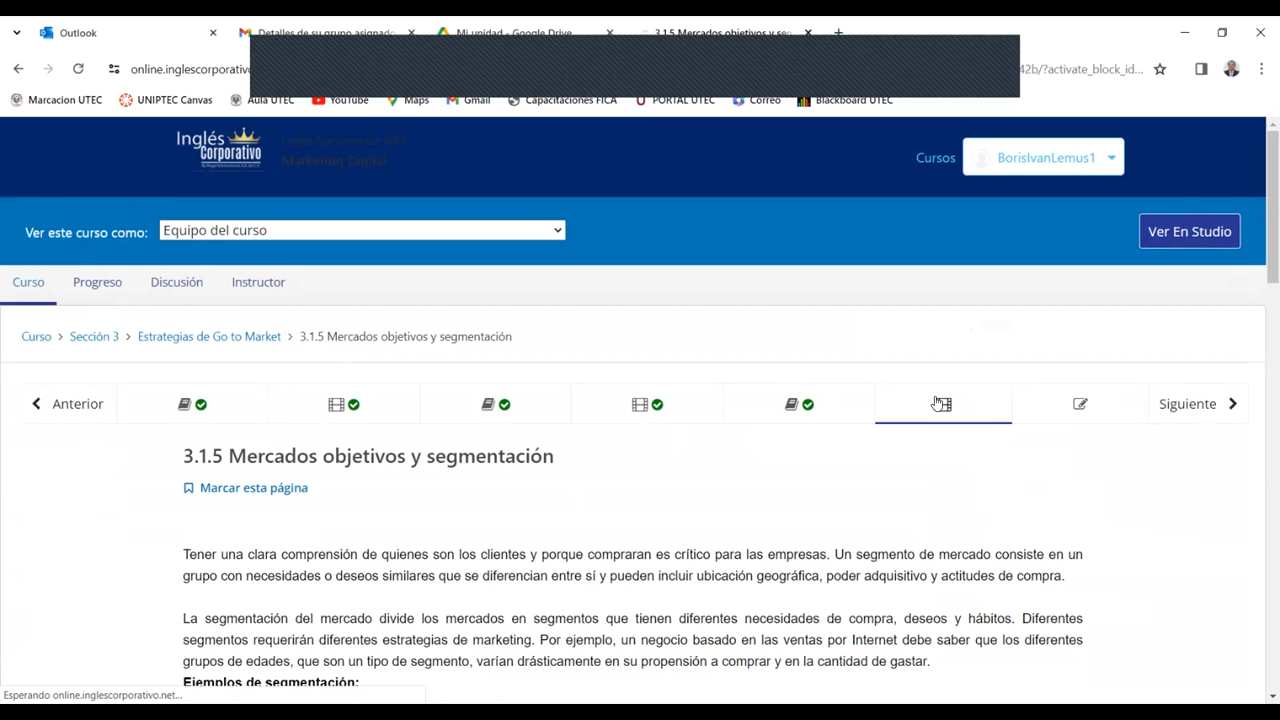 Outlook
Detalles de su grupo asignado
Mi unidad - Google Drive
3.1.5 Mercados objetivos y seg
online.inglescorporativo
42b/?activate_block_id...
Marcacion UTEC
UNIPTEC Canvas
Aula UTEC
YouTube
Maps
Gmail
Capacitaciones FICA
PORTAL UTEC
Correo
Blackboard UTEC
Inglés
Corporativo
Marketing Digital
Cursos
BorisIvanLemus1
Ver este curso como:
Equipo del curso
Ver En Studio
Curso
Progreso
Discusión
Instructor
Curso > Sección 3 > Estrategias de Go to Market > 3.1.5 Mercados objetivos y segmentación
Anterior
Siguiente
3.1.5 Mercados objetivos y segmentación
Marcar esta página
Tener una clara comprensión de quienes son los clientes y porque compraran es crítico para las empresas. Un segmento de mercado consiste en un
grupo con necesidades o deseos similares que se diferencian entre sí y pueden incluir ubicación geográfica, poder adquisitivo y actitudes de compra.
La segmentación del mercado divide los mercados en segmentos que tienen diferentes necesidades de compra, deseos y hábitos. Diferentes
segmentos requerirán diferentes estrategias de marketing. Por ejemplo, un negocio basado en las ventas por Internet debe saber que los diferentes
grupos de edades, que son un tipo de segmento, varían drásticamente en su propensión a comprar y en la cantidad de gastar.
Ejemplos de segmentación:
Esperando online.inglescorporativo.net...